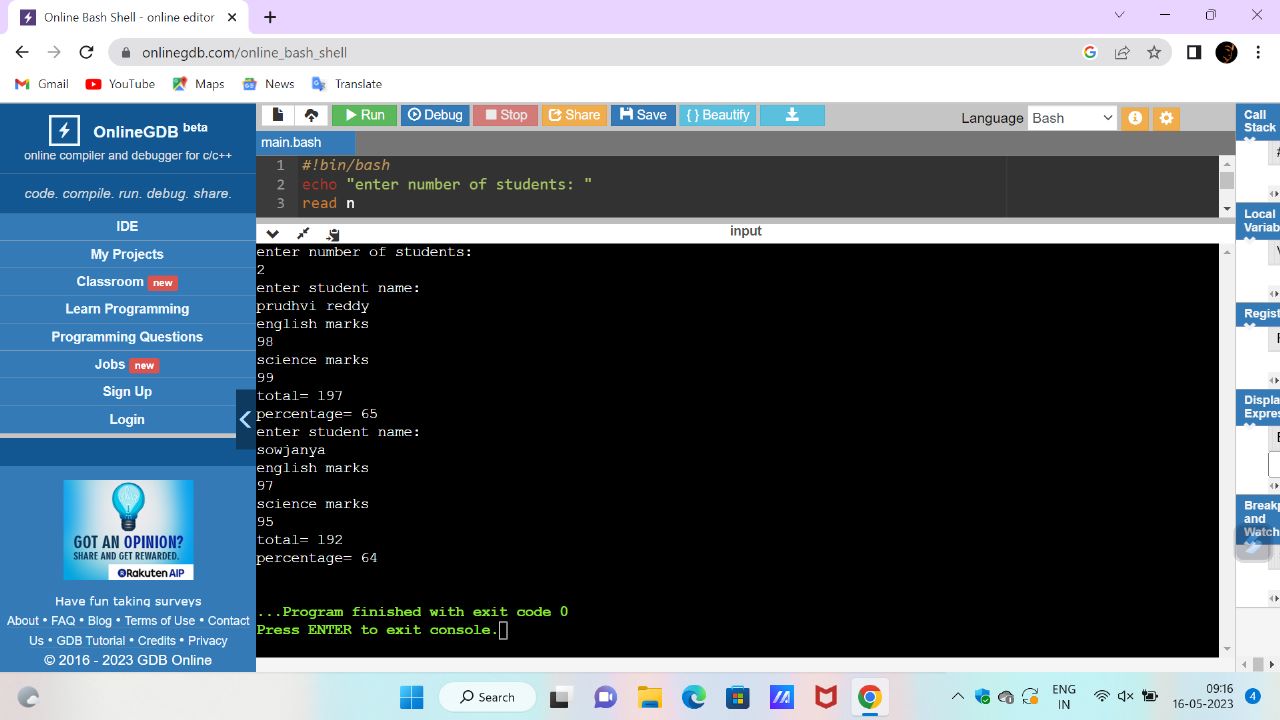 Online Bash Shell - online editor
onlinegdb.com/online_bash_shell
Gmail YouTube Maps News Translate
OnlineGDB beta
online compiler and debugger for c/c++
code. compile. run. debug. share.
IDE
My Projects
Classroom new
Learn Programming
Programming Questions
Jobs new
Sign Up
Login
GOT AN OPINION?
SHARE AND GET REWARDED.
Rakuten AIP
Have fun taking surveys
About • FAQ • Blog • Terms of Use • Contact
Us • GDB Tutorial • Credits • Privacy
© 2016 - 2023 GDB Online
Run Debug Stop Share Save { } Beautify
Language Bash
main.bash
1 #!bin/bash
2 echo "enter number of students: "
3 read n
input
enter number of students:
2
enter student name:
prudhvi reddy
english marks
98
science marks
99
total= 197
percentage= 65
enter student name:
sowjanya
english marks
97
science marks
95
total= 192
percentage= 64
...Program finished with exit code 0
Press ENTER to exit console.
Call
Stack
#
Local
Variab
Regist
Displa
Expres
Breakp
and
Watch
Search
ENG
IN
09:16
16-05-2023
4